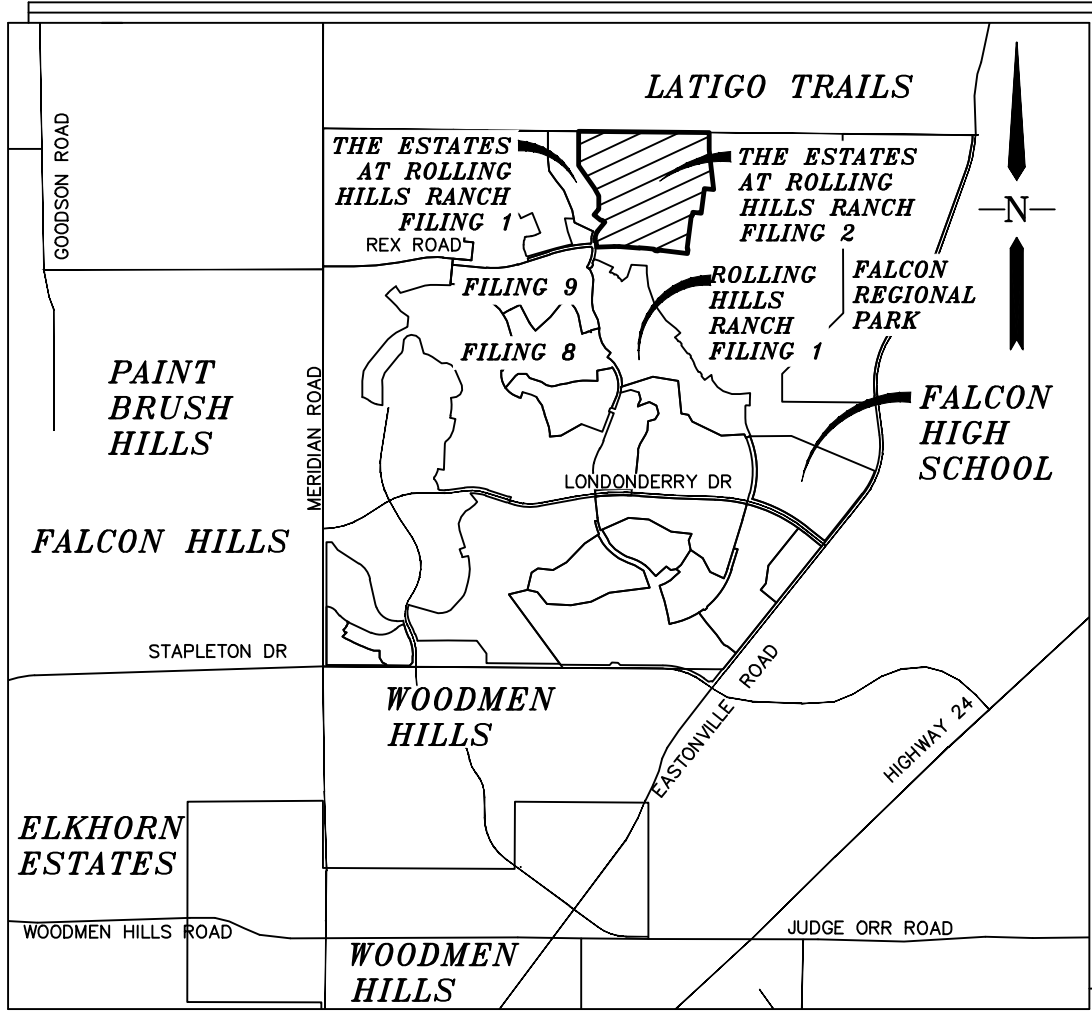 LATIGO TRAILS
GOODSON ROAD
THE ESTATES
AT ROLLING
HILLS RANCH
FILING 1
THE ESTATES
AT ROLLING
HILLS RANCH
FILING 2
N
REX ROAD
FILING 9
ROLLING
HILLS
RANCH
FILING 1
FALCON
REGIONAL
PARK
FILING 8
PAINT
BRUSH
HILLS
MERIDIAN ROAD
FALCON
HIGH
SCHOOL
LONDONDERRY DR
FALCON HILLS
STAPLETON DR
WOODMEN
HILLS
EASTONVILLE ROAD
HIGHWAY 24
ELKHORN
ESTATES
WOODMEN HILLS ROAD
JUDGE ORR ROAD
WOODMEN
HILLS